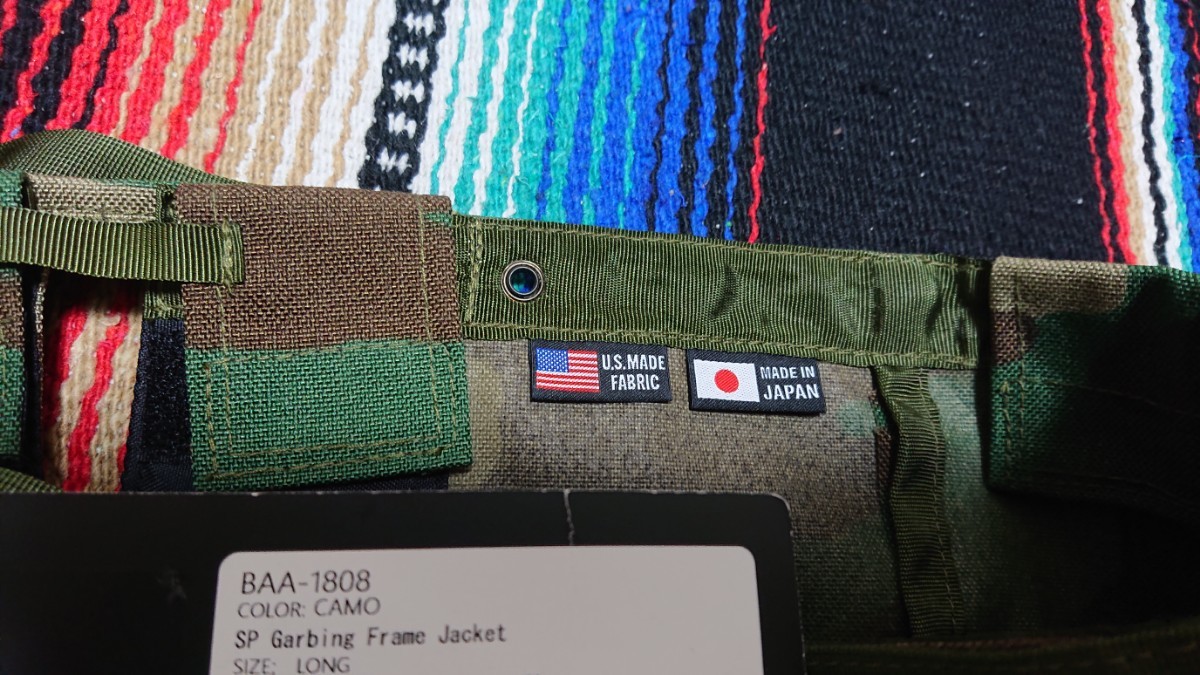 U.S.MADE
FABRIC
MADE IN
JAPAN
BAA-1808
COLOR: CAMO
SP Garbing Frame Jacket
SIZE; LONG